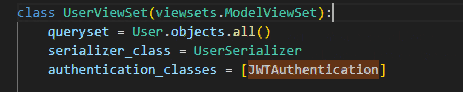 class UserViewSet(viewsets.ModelViewSet):
    queryset = User.objects.all()
    serializer_class = UserSerializer
    authentication_classes = [JWTAuthentication]